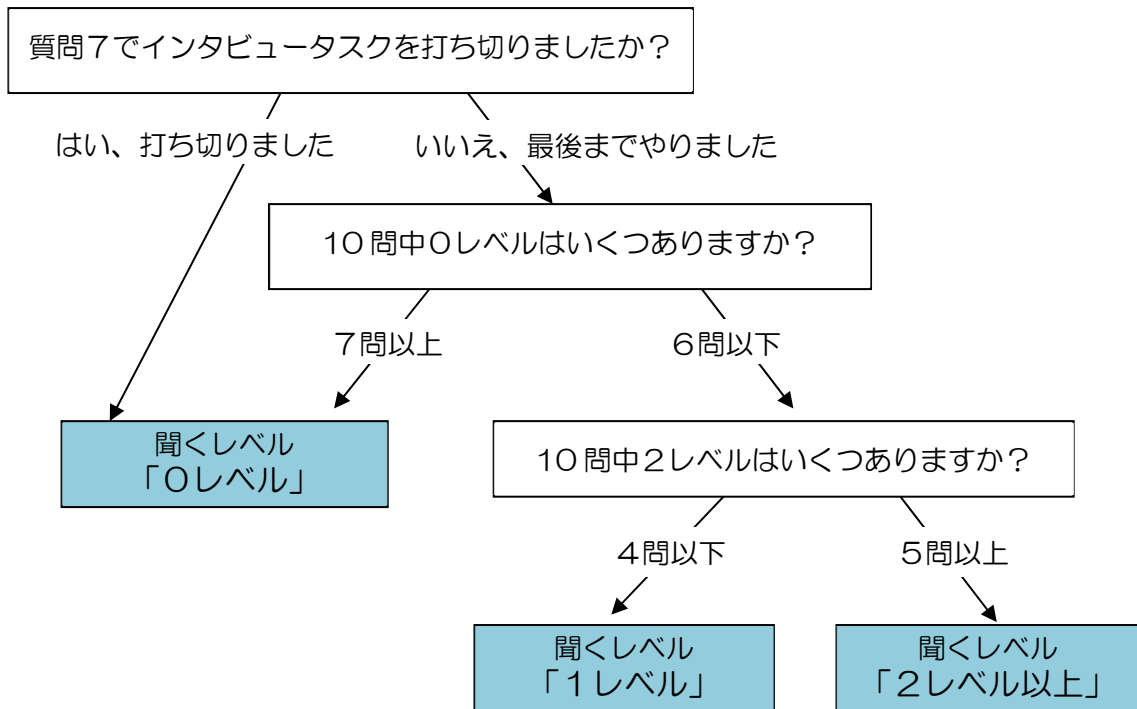 質問７でインタビュータスクを打ち切りましたか？
はい、打ち切りました
いいえ、最後までやりました
10問中０レベルはいくつありますか？
７問以上
６問以下
聞くレベル
「０レベル」
10問中２レベルはいくつありますか？
４問以下
５問以上
聞くレベル
「１レベル」
聞くレベル
「２レベル以上」